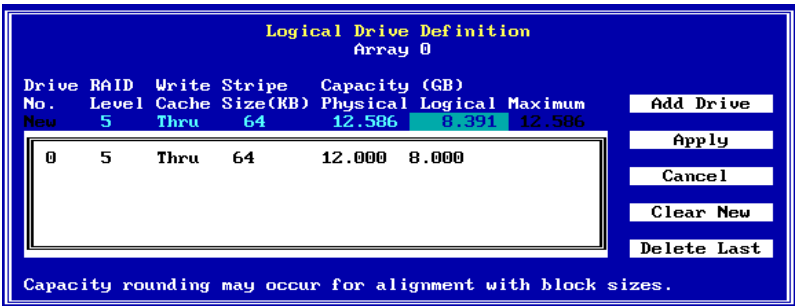 Logical Drive Definition
Array 0
Drive RAID Write Stripe Capacity (GB)
No. Level Cache Size(KB) Physical Logical Maximum
New 5 Thru 64 12.586 8.391 12.586
0 5 Thru 64 12.000 8.000
Add Drive
Apply
Cancel
Clear New
Delete Last
Capacity rounding may occur for alignment with block sizes.